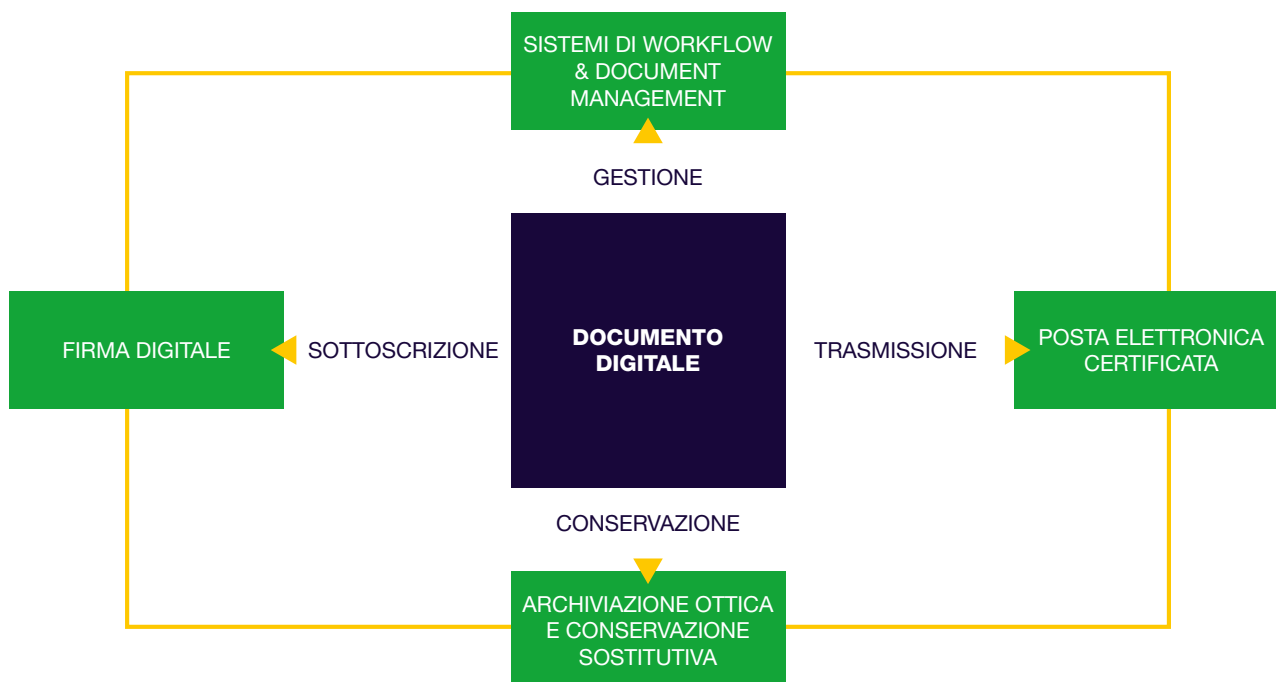 SISTEMI DI WORKFLOW
& DOCUMENT
MANAGEMENT
GESTIONE
FIRMA DIGITALE
SOTTOSCRIZIONE
DOCUMENTO
DIGITALE
TRASMISSIONE
POSTA ELETTRONICA
CERTIFICATA
CONSERVAZIONE
ARCHIVIAZIONE OTTICA
E CONSERVAZIONE
SOSTITUTIVA